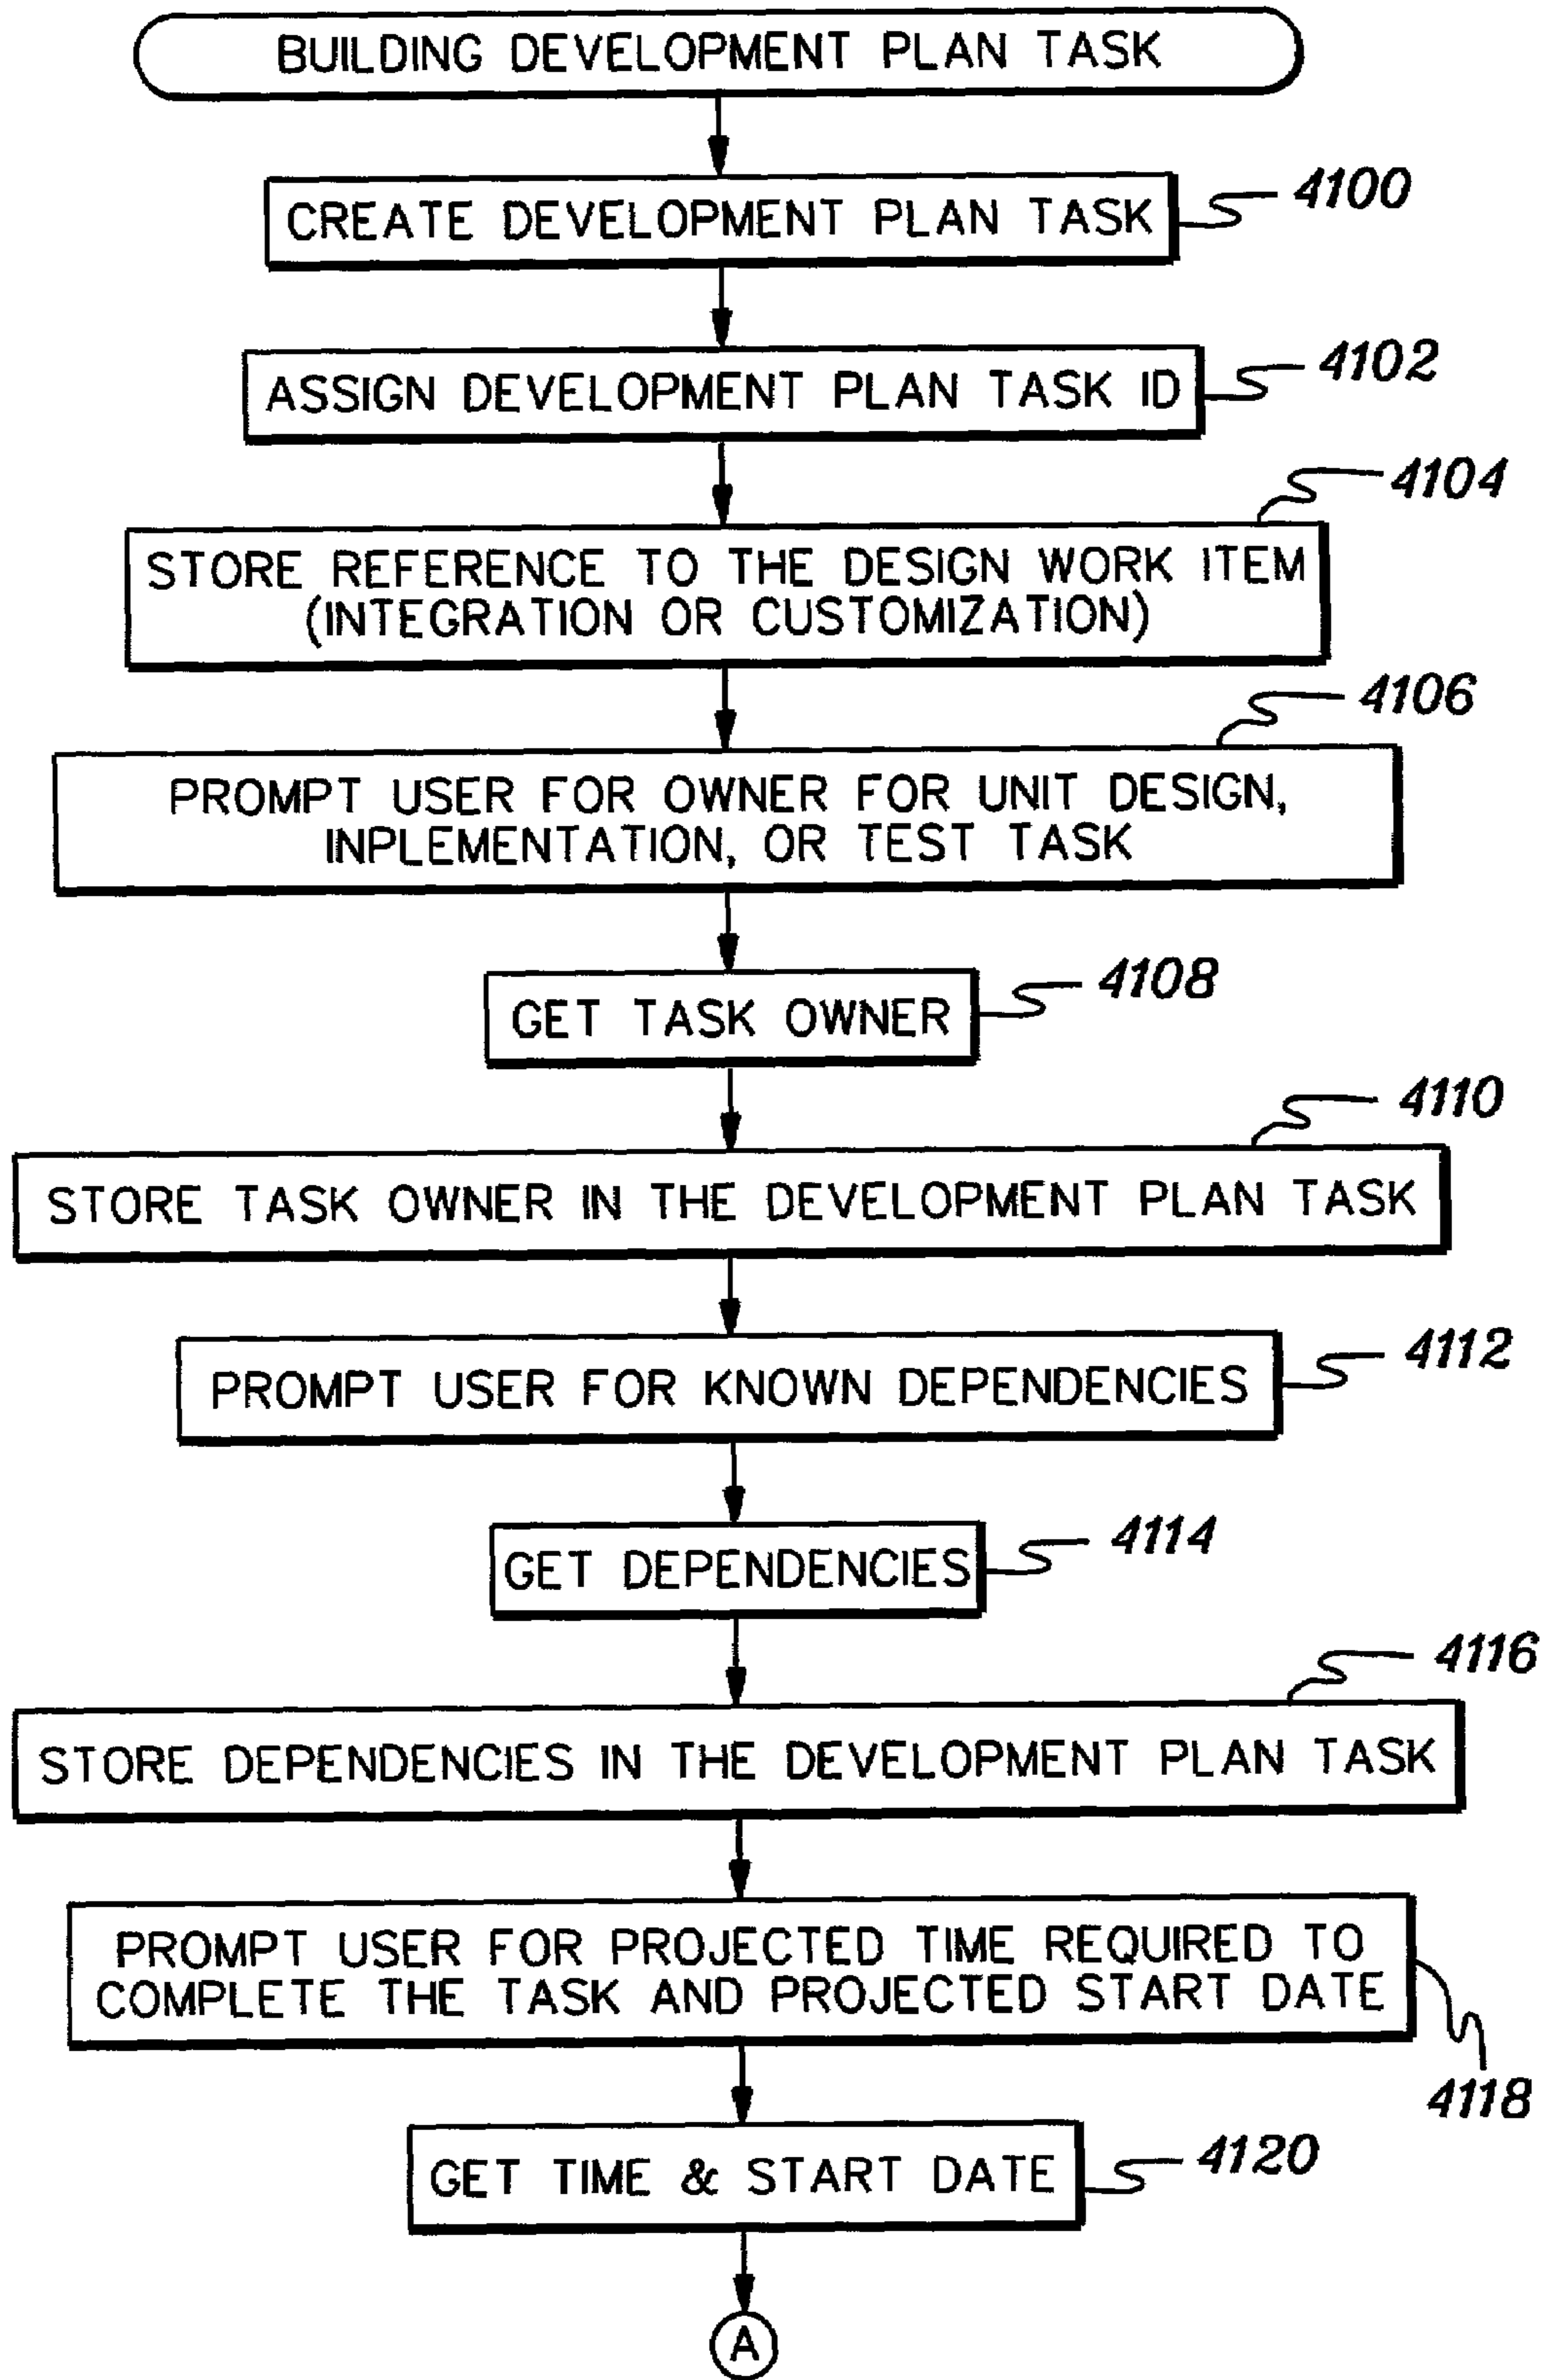 BUILDING DEVELOPMENT PLAN TASK
CREATE DEVELOPMENT PLAN TASK
4100
ASSIGN DEVELOPMENT PLAN TASK ID
4102
4104
STORE REFERENCE TO THE DESIGN WORK ITEM
(INTEGRATION OR CUSTOMIZATION)
4106
PROMPT USER FOR OWNER FOR UNIT DESIGN,
INPLEMENTATION, OR TEST TASK
GET TASK OWNER
4108
4110
STORE TASK OWNER IN THE DEVELOPMENT PLAN TASK
PROMPT USER FOR KNOWN DEPENDENCIES
4112
GET DEPENDENCIES
4114
4116
STORE DEPENDENCIES IN THE DEVELOPMENT PLAN TASK
PROMPT USER FOR PROJECTED TIME REQUIRED TO
COMPLETE THE TASK AND PROJECTED START DATE
4118
GET TIME & START DATE
4120
A